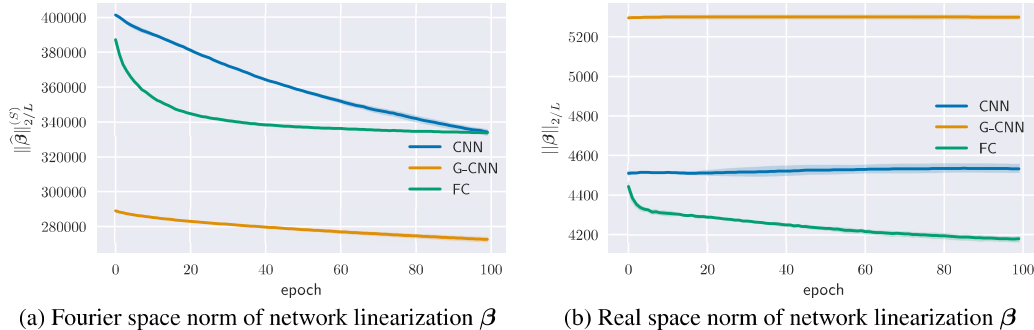 400000
380000
360000
340000
320000
300000
280000
||β̂||^{(S)}_{2/L}
CNN
G-CNN
FC
0 20 40 60 80 100
epoch
(a) Fourier space norm of network linearization β
5200
5000
4800
4600
4400
4200
||β||_{2/L}
CNN
G-CNN
FC
0 20 40 60 80 100
epoch
(b) Real space norm of network linearization β